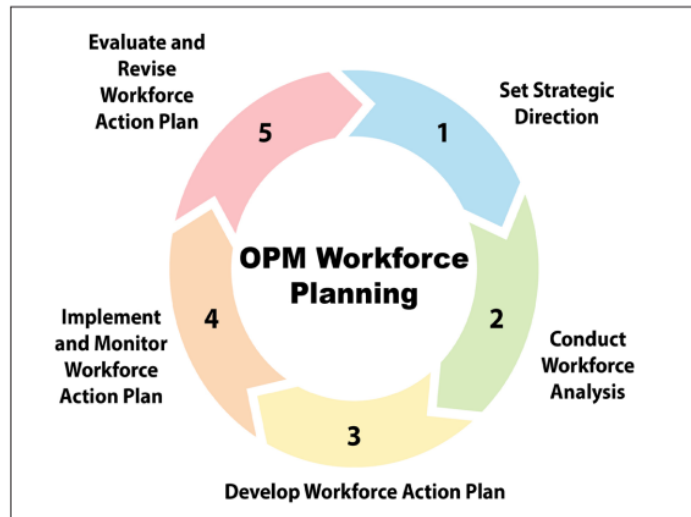 Evaluate and
Revise
Workforce
Action Plan
5
1
Set Strategic
Direction
OPM Workforce
Planning
4
2
Implement
and Monitor
Workforce
Action Plan
Conduct
Workforce
Analysis
3
Develop Workforce Action Plan